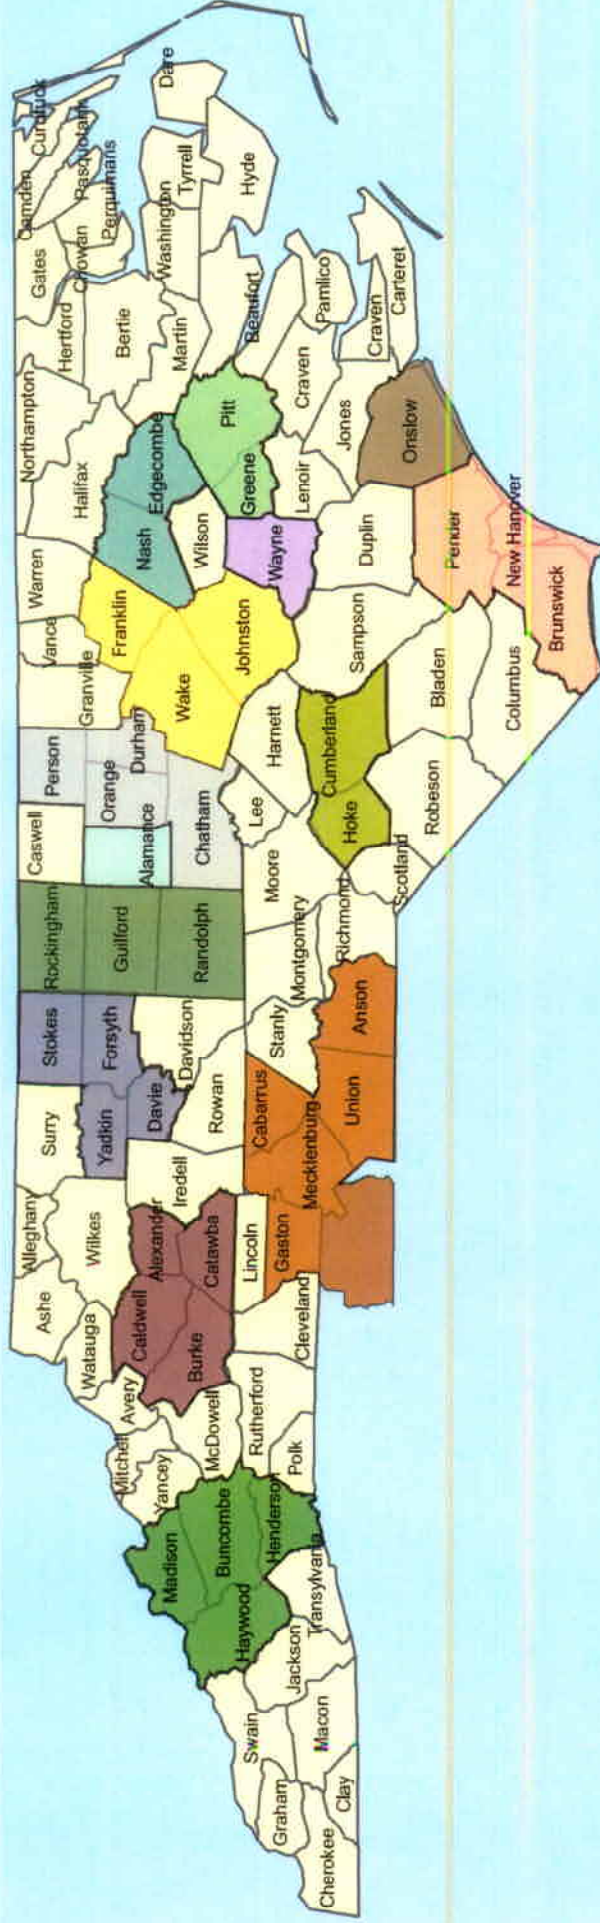 Cherokee
Graham
Clay
Swain
Macon
Jackson
Haywood
Transylvania
Madison
Buncombe
Henderson
Yancey
Mitchell
Avery
McDowell
Polk
Rutherford
Watauga
Ashe
Alleghany
Caldwell
Burke
Cleveland
Wilkes
Alexander
Catawba
Lincoln
Gaston
Surry
Yadkin
Iredell
Mecklenburg
Cabarrus
Rowan
Davie
Stokes
Forsyth
Davidson
Stanly
Union
Anson
Rockingham
Guilford
Randolph
Montgomery
Richmond
Caswell
Alamance
Chatham
Moore
Scotland
Person
Orange
Durham
Lee
Hoke
Robeson
Granville
Vance
Wake
Harnett
Cumberland
Bladen
Columbus
Warren
Franklin
Johnston
Sampson
Brunswick
Northampton
Halifax
Nash
Edgecombe
Wilson
Wayne
Duplin
Pender
New Hanover
Hertford
Bertie
Martin
Pitt
Greene
Lenoir
Jones
Onslow
Gates
Chowan
Camden
Currituck
Pasquotank
Perquimans
Washington
Tyrrell
Dare
Hyde
Beaufort
Pamlico
Craven
Craven
Carteret